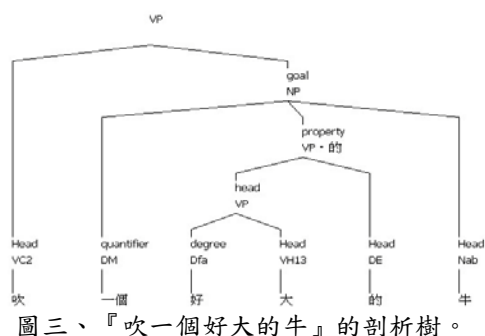 VP
goal
NP
property
VP・的
head
VP
Head quantifier degree Head Head Head
VC2 DM Dfa VH13 DE Nab
吹 一個 好 大 的 牛
圖三、『吹一個好大的牛』的剖析樹。